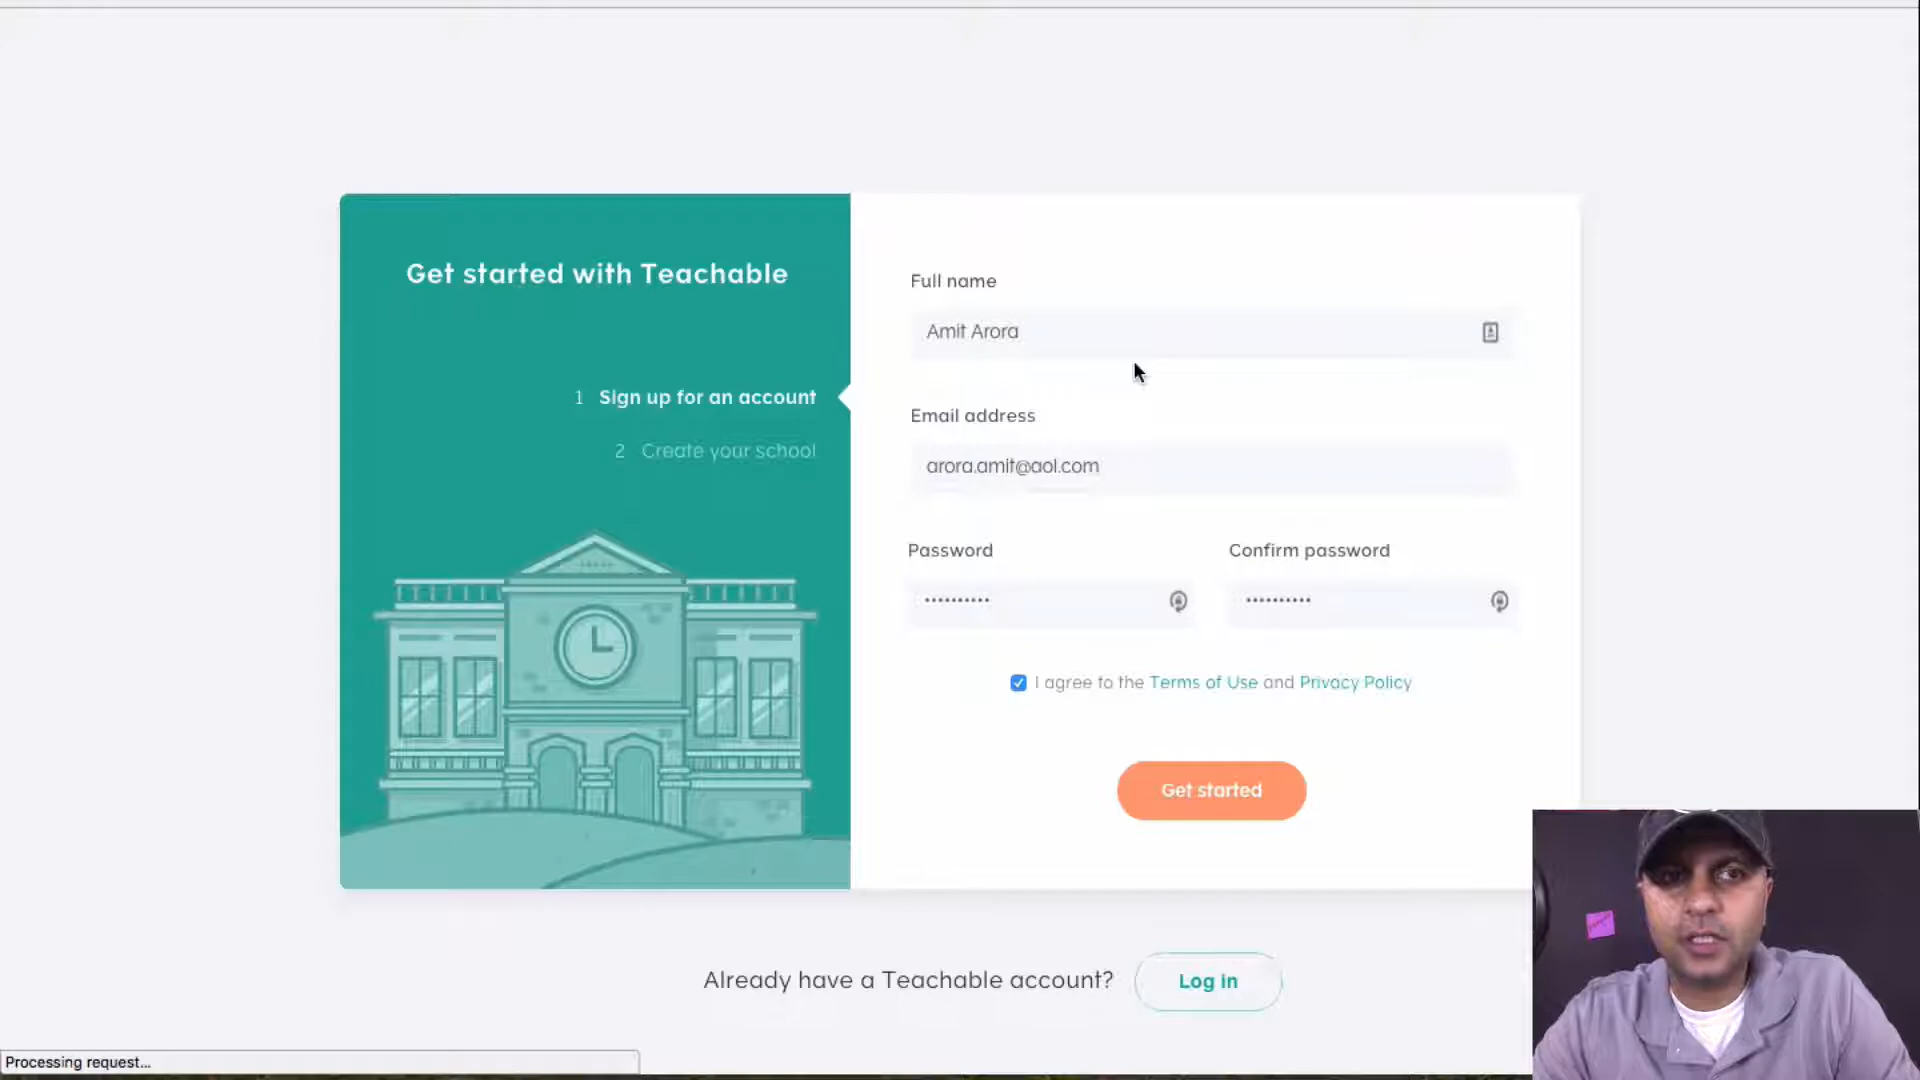 Get started with Teachable
1 Sign up for an account
2 Create your school
Full name
Amit Arora
Email address
arora.amit@aol.com
Password
••••••••••
Confirm password
••••••••••
I agree to the Terms of Use and Privacy Policy
Get started
Already have a Teachable account?
Log in
Processing request...